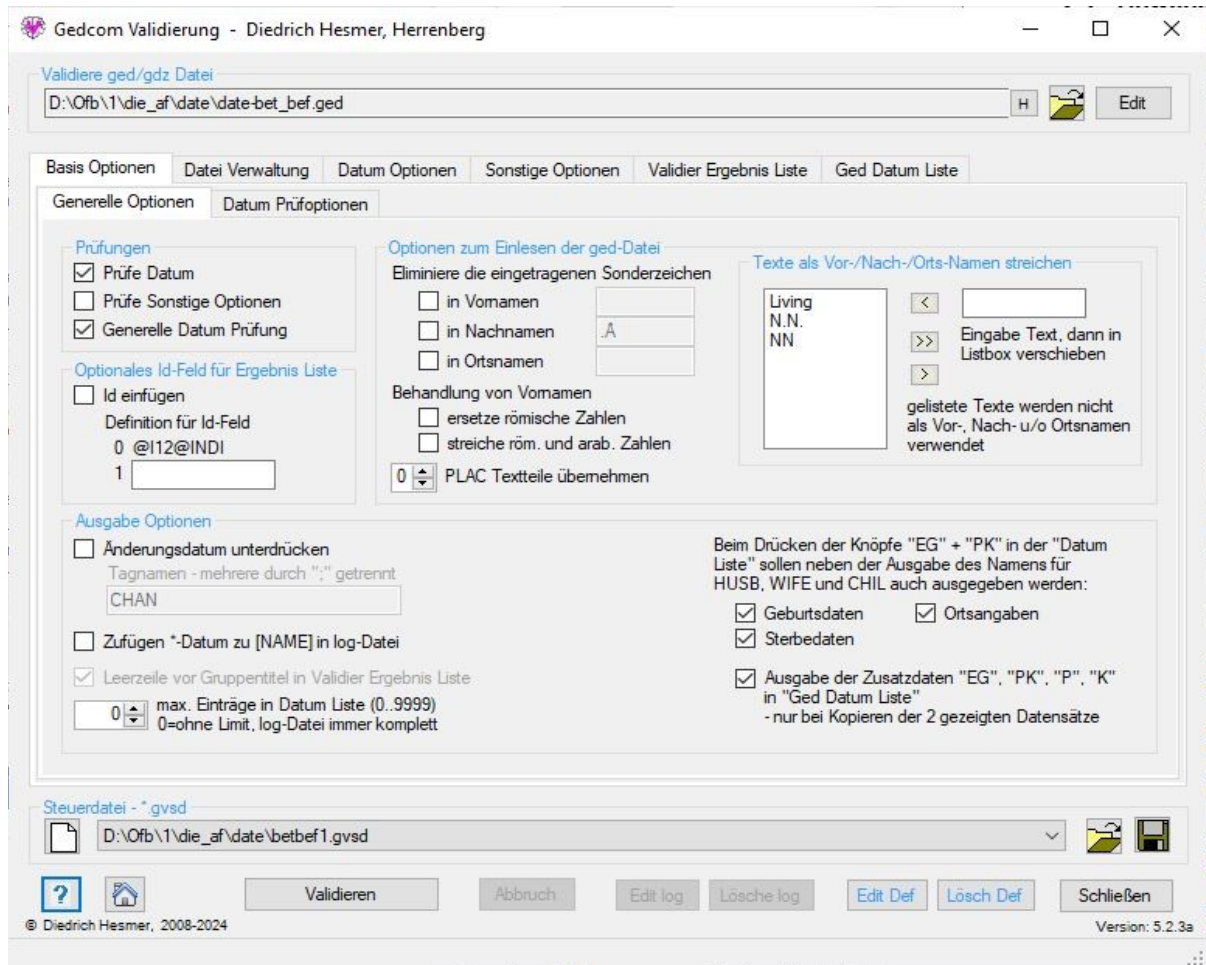 Gedcom Validierung - Diedrich Hesmer, Herrenberg
Validiere ged/gdz Datei
D:\Ofb\1\die_af\date\date-bet_bef.ged
H
Edit
Basis Optionen
Datei Verwaltung
Datum Optionen
Sonstige Optionen
Validier Ergebnis Liste
Ged Datum Liste
Generelle Optionen
Datum Prüfoptionen
Prüfungen
Prüfe Datum
Prüfe Sonstige Optionen
Generelle Datum Prüfung
Optionales Id-Feld für Ergebnis Liste
Id einfügen
Definition für Id-Feld
0 @I12@INDI
1
Optionen zum Einlesen der ged-Datei
Eliminiere die eingetragenen Sonderzeichen
in Vornamen
in Nachnamen
.Å
in Ortsnamen
Behandlung von Vornamen
ersetze römische Zahlen
streiche röm. und arab. Zahlen
0
PLAC Textteile übernehmen
Texte als Vor-/Nach-/Orts-Namen streichen
Living
N.N.
NN
<
>>
>
Eingabe Text, dann in
Listbox verschieben
gelistete Texte werden nicht
als Vor-, Nach- u/o Ortsnamen
verwendet
Ausgabe Optionen
Änderungsdatum unterdrücken
Tagnamen - mehrere durch ";" getrennt
CHAN
Zufügen *-Datum zu [NAME] in log-Datei
Leerzeile vor Gruppentitel in Validier Ergebnis Liste
0
max. Einträge in Datum Liste (0..9999)
0=ohne Limit, log-Datei immer komplett
Beim Drücken der Knöpfe "EG" + "PK" in der "Datum
Liste" sollen neben der Ausgabe des Namens für
HUSB, WIFE und CHIL auch ausgegeben werden:
Geburtsdaten
Ortsangaben
Sterbedaten
Ausgabe der Zusatzdaten "EG", "PK", "P", "K"
in "Ged Datum Liste"
- nur bei Kopieren der 2 gezeigten Datensätze
Steuerdatei - *.gvsd
D:\Ofb\1\die_af\date\betbef1.gvsd
?
Validieren
Abbruch
Edit log
Lösche log
Edit Def
Lösch Def
Schließen
© Diedrich Hesmer, 2008-2024
Version: 5.2.3a